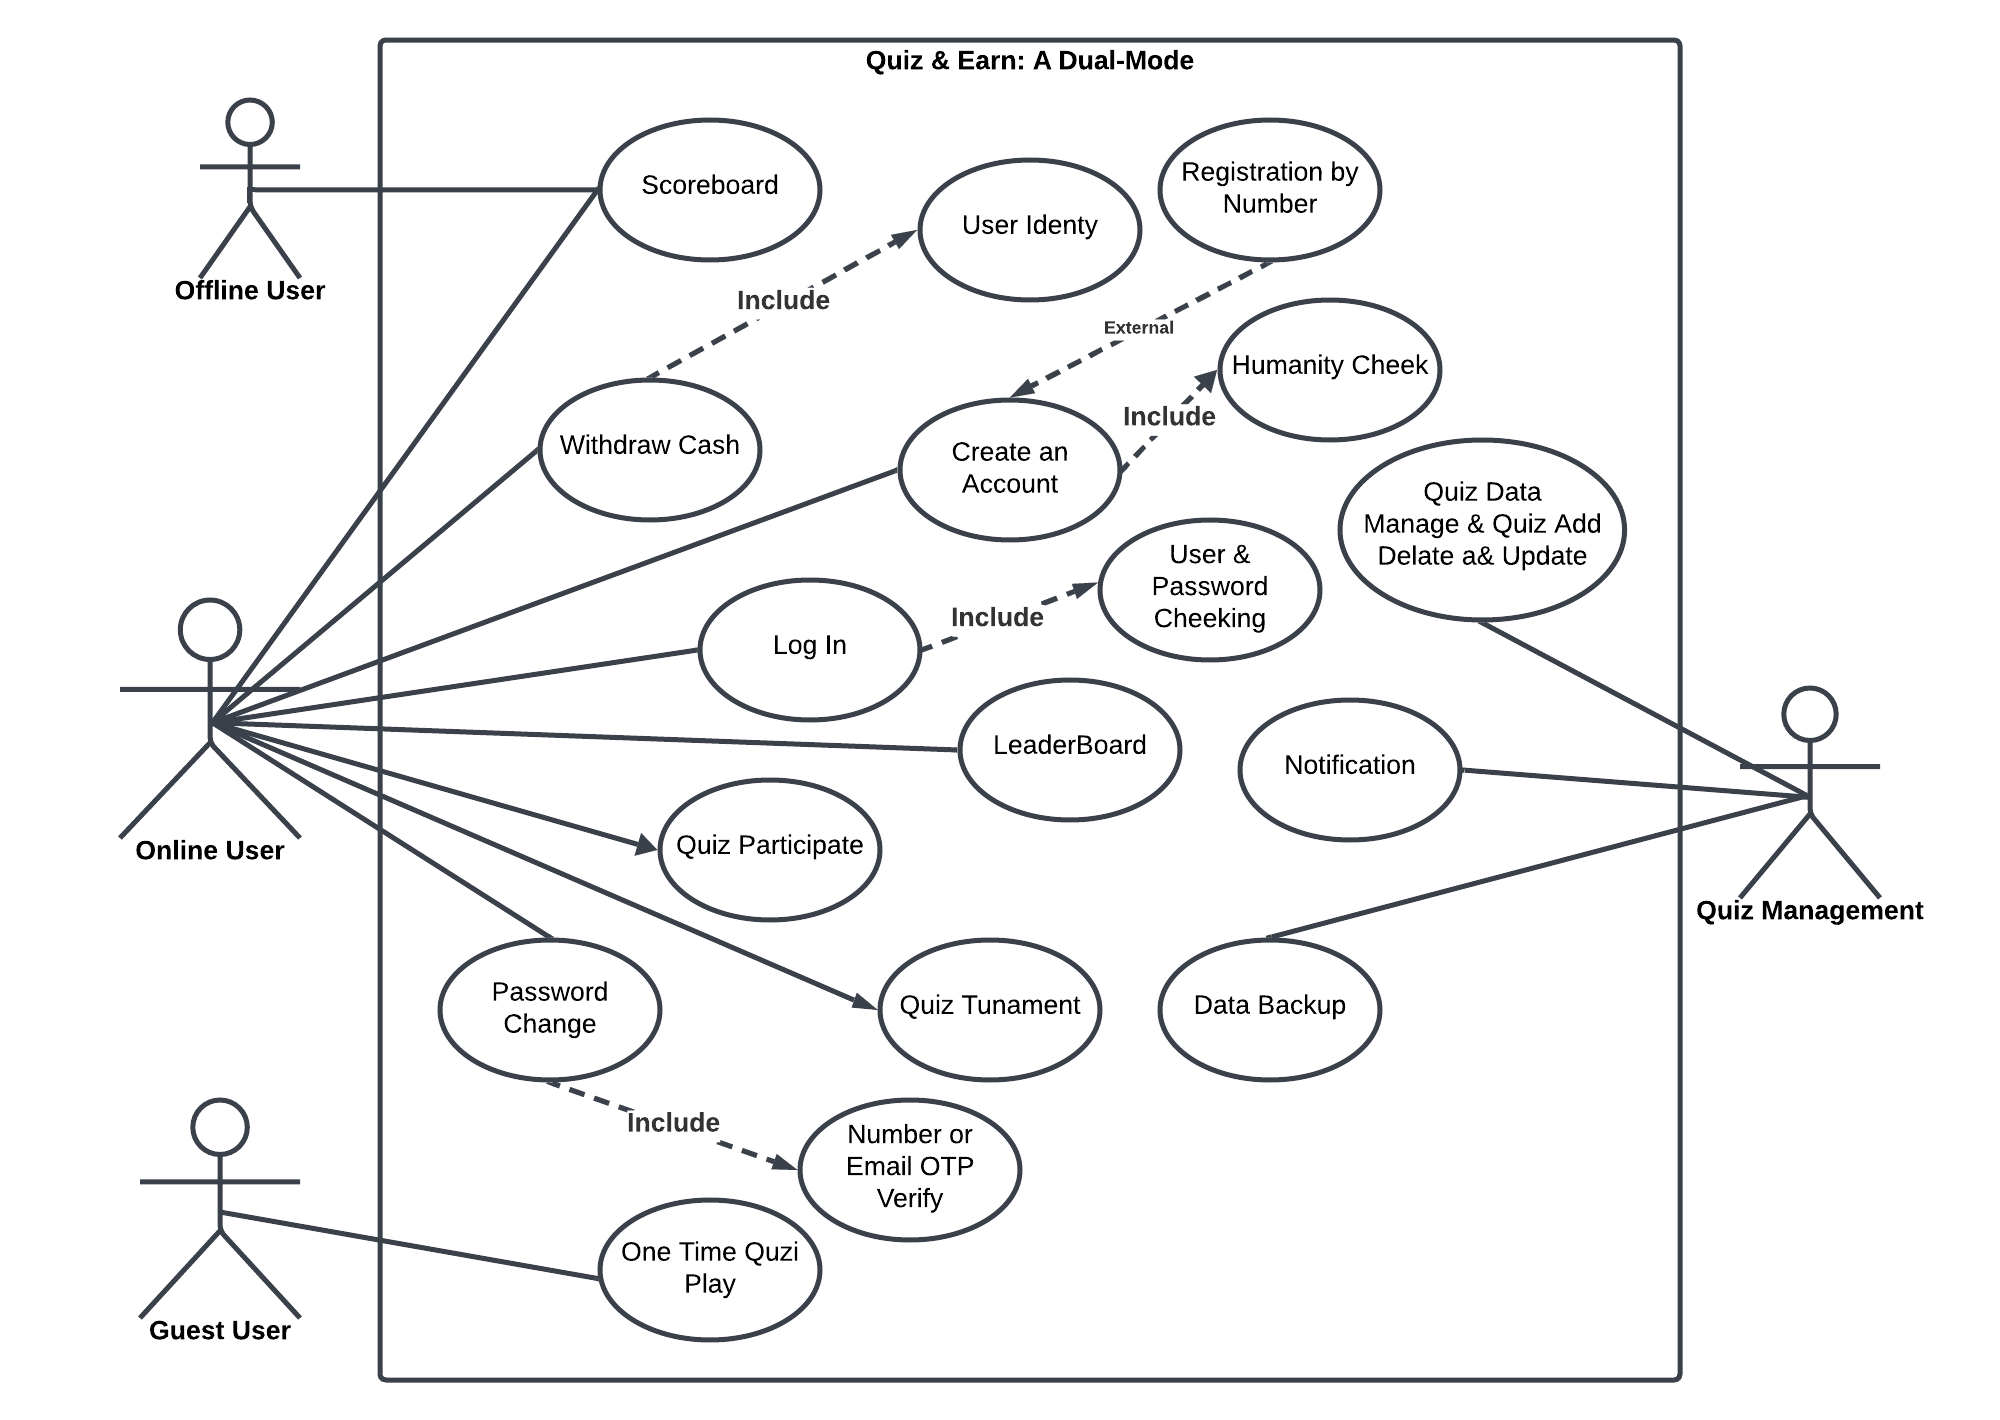 Quiz & Earn: A Dual-Mode
Offline User
Scoreboard
User Identy
Registration by
Number
Include
External
Humanity Cheek
Include
Withdraw Cash
Create an
Account
Quiz Data
Manage & Quiz Add
Delate a& Update
User &
Password
Cheeking
Include
Log In
LeaderBoard
Notification
Online User
Quiz Participate
Quiz Management
Password
Change
Quiz Tunament
Data Backup
Include
Number or
Email OTP
Verify
One Time Quzi
Play
Guest User